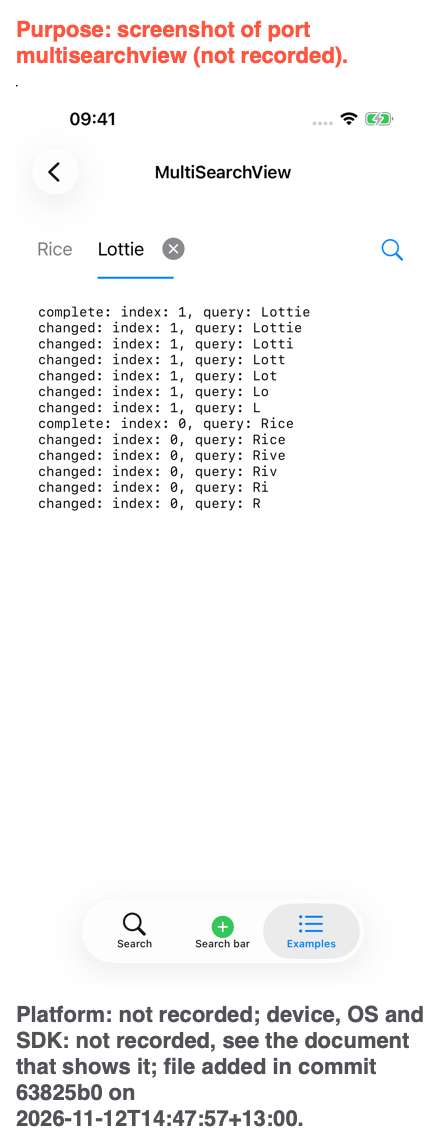 Purpose: screenshot of port
multisearchview (not recorded).
.
09:41
MultiSearchView
Rice Lottie
complete: index: 1, query: Lottie
changed: index: 1, query: Lottie
changed: index: 1, query: Lotti
changed: index: 1, query: Lott
changed: index: 1, query: Lot
changed: index: 1, query: Lo
changed: index: 1, query: L
complete: index: 0, query: Rice
changed: index: 0, query: Rice
changed: index: 0, query: Rive
changed: index: 0, query: Riv
changed: index: 0, query: Ri
changed: index: 0, query: R
Search Search bar Examples
Platform: not recorded; device, OS and
SDK: not recorded, see the document
that shows it; file added in commit
63825b0 on
2026-11-12T14:47:57+13:00.